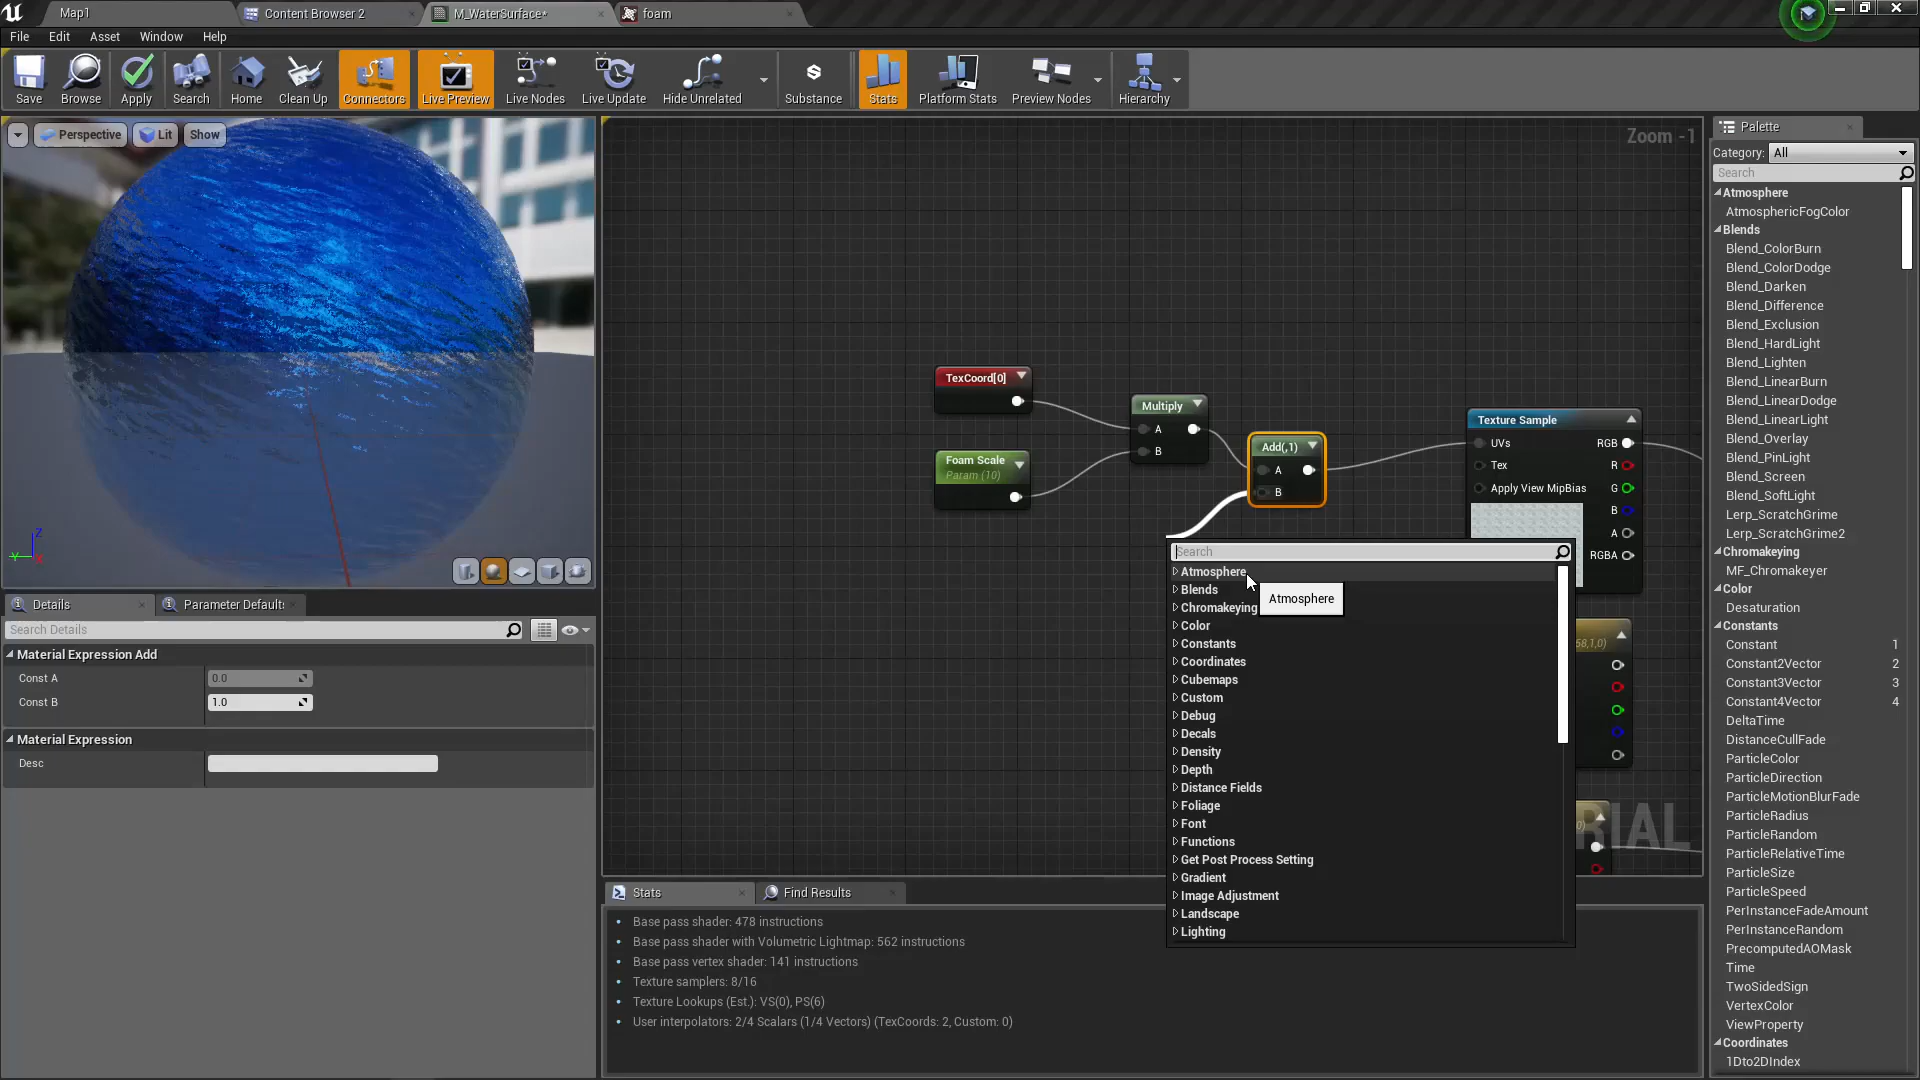 Map1
Content Browser 2
M_WaterSurface*
foam
File
Edit
Asset
Window
Help
Save
Browse
Apply
Search
Home
Clean Up
Connectors
Live Preview
Live Nodes
Live Update
Hide Unrelated
Substance
Stats
Platform Stats
Preview Nodes
Hierarchy
Perspective
Lit
Show
Z
Y
X
Zoom -1
TexCoord[0]
Foam Scale
Param (10)
Multiply
A
B
Add(,1)
A
B
Texture Sample
UVs
RGB
Tex
R
Apply View MipBias
G
B
A
RGBA
58,1,0)
0)
RIAL
Search
Atmosphere
Atmosphere
Blends
Chromakeying
Color
Constants
Coordinates
Cubemaps
Custom
Debug
Decals
Density
Depth
Distance Fields
Foliage
Font
Functions
Get Post Process Setting
Gradient
Image Adjustment
Landscape
Lighting
Details
Parameter Default
Search Details
Material Expression Add
Const A
0.0
Const B
1.0
Material Expression
Desc
Stats
Find Results
Base pass shader: 478 instructions
Base pass shader with Volumetric Lightmap: 562 instructions
Base pass vertex shader: 141 instructions
Texture samplers: 8/16
Texture Lookups (Est.): VS(0), PS(6)
User interpolators: 2/4 Scalars (1/4 Vectors) (TexCoords: 2, Custom: 0)
Palette
Category: All
Search
Atmosphere
AtmosphericFogColor
Blends
Blend_ColorBurn
Blend_ColorDodge
Blend_Darken
Blend_Difference
Blend_Exclusion
Blend_HardLight
Blend_Lighten
Blend_LinearBurn
Blend_LinearDodge
Blend_LinearLight
Blend_Overlay
Blend_PinLight
Blend_Screen
Blend_SoftLight
Lerp_ScratchGrime
Lerp_ScratchGrime2
Chromakeying
MF_Chromakeyer
Color
Desaturation
Constants
Constant 1
Constant2Vector 2
Constant3Vector 3
Constant4Vector 4
DeltaTime
DistanceCullFade
ParticleColor
ParticleDirection
ParticleMotionBlurFade
ParticleRadius
ParticleRandom
ParticleRelativeTime
ParticleSize
ParticleSpeed
PerInstanceFadeAmount
PerInstanceRandom
PrecomputedAOMask
Time
TwoSidedSign
VertexColor
ViewProperty
Coordinates
1Dto2DIndex